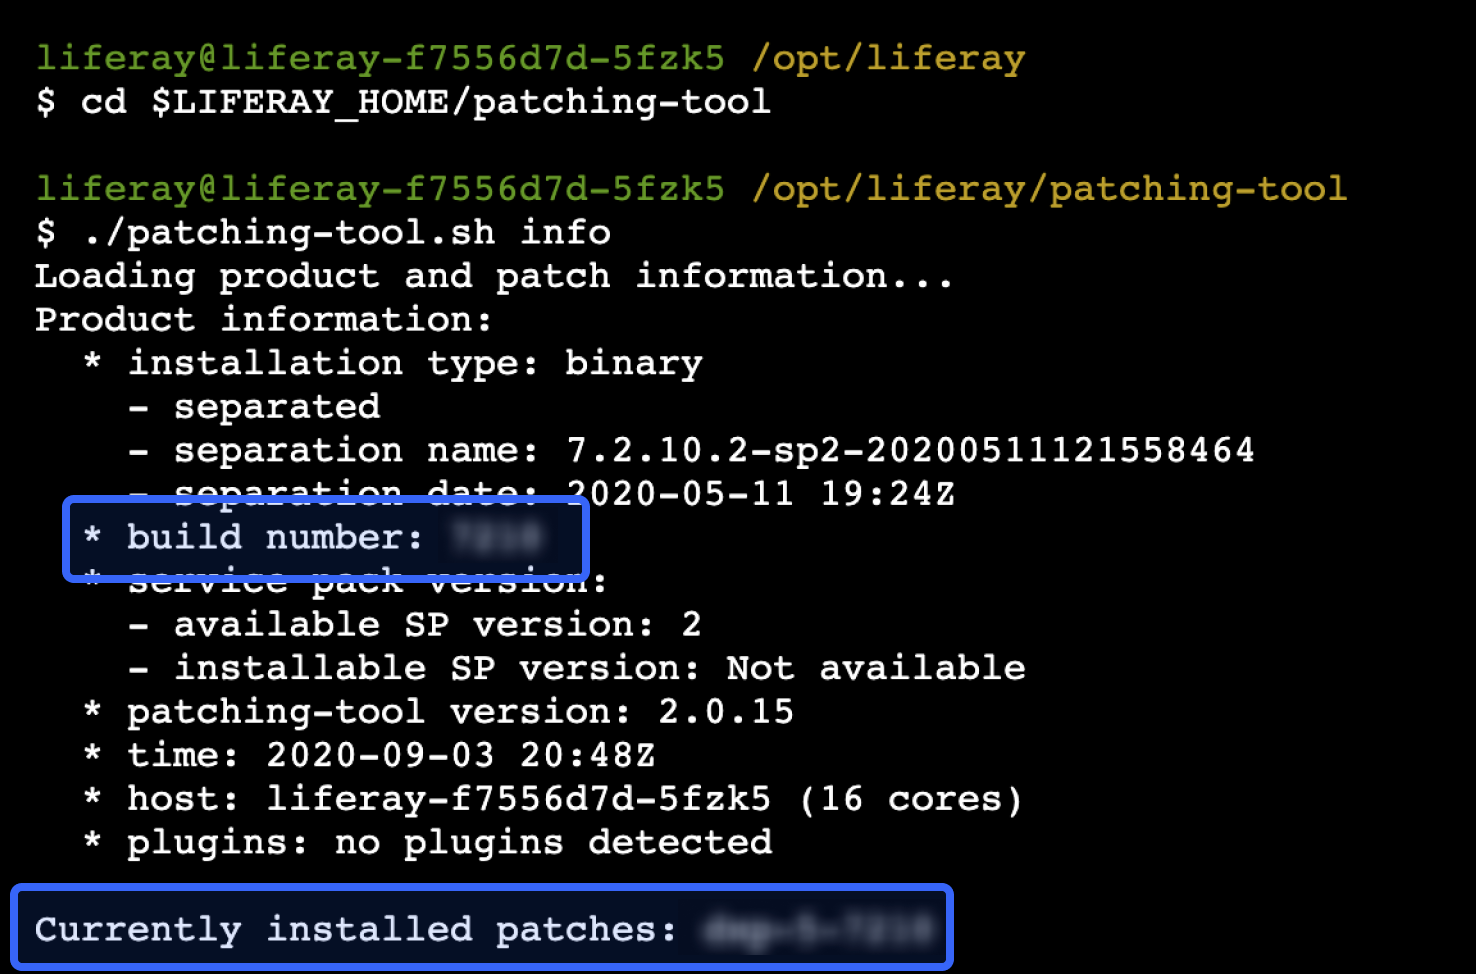 liferay@liferay-f7556d7d-5fzk5 /opt/liferay
$ cd $LIFERAY_HOME/patching-tool
liferay@liferay-f7556d7d-5fzk5 /opt/liferay/patching-tool
$ ./patching-tool.sh info
Loading product and patch information...
Product information:
* installation type: binary
- separated
- separation name: 7.2.10.2-sp2-20200511121558464
- separation date: 2020-05-11 19:24Z
* build number:
* service pack version:
- available SP version: 2
- installable SP version: Not available
* patching-tool version: 2.0.15
* time: 2020-09-03 20:48Z
* host: liferay-f7556d7d-5fzk5 (16 cores)
* plugins: no plugins detected
Currently installed patches: